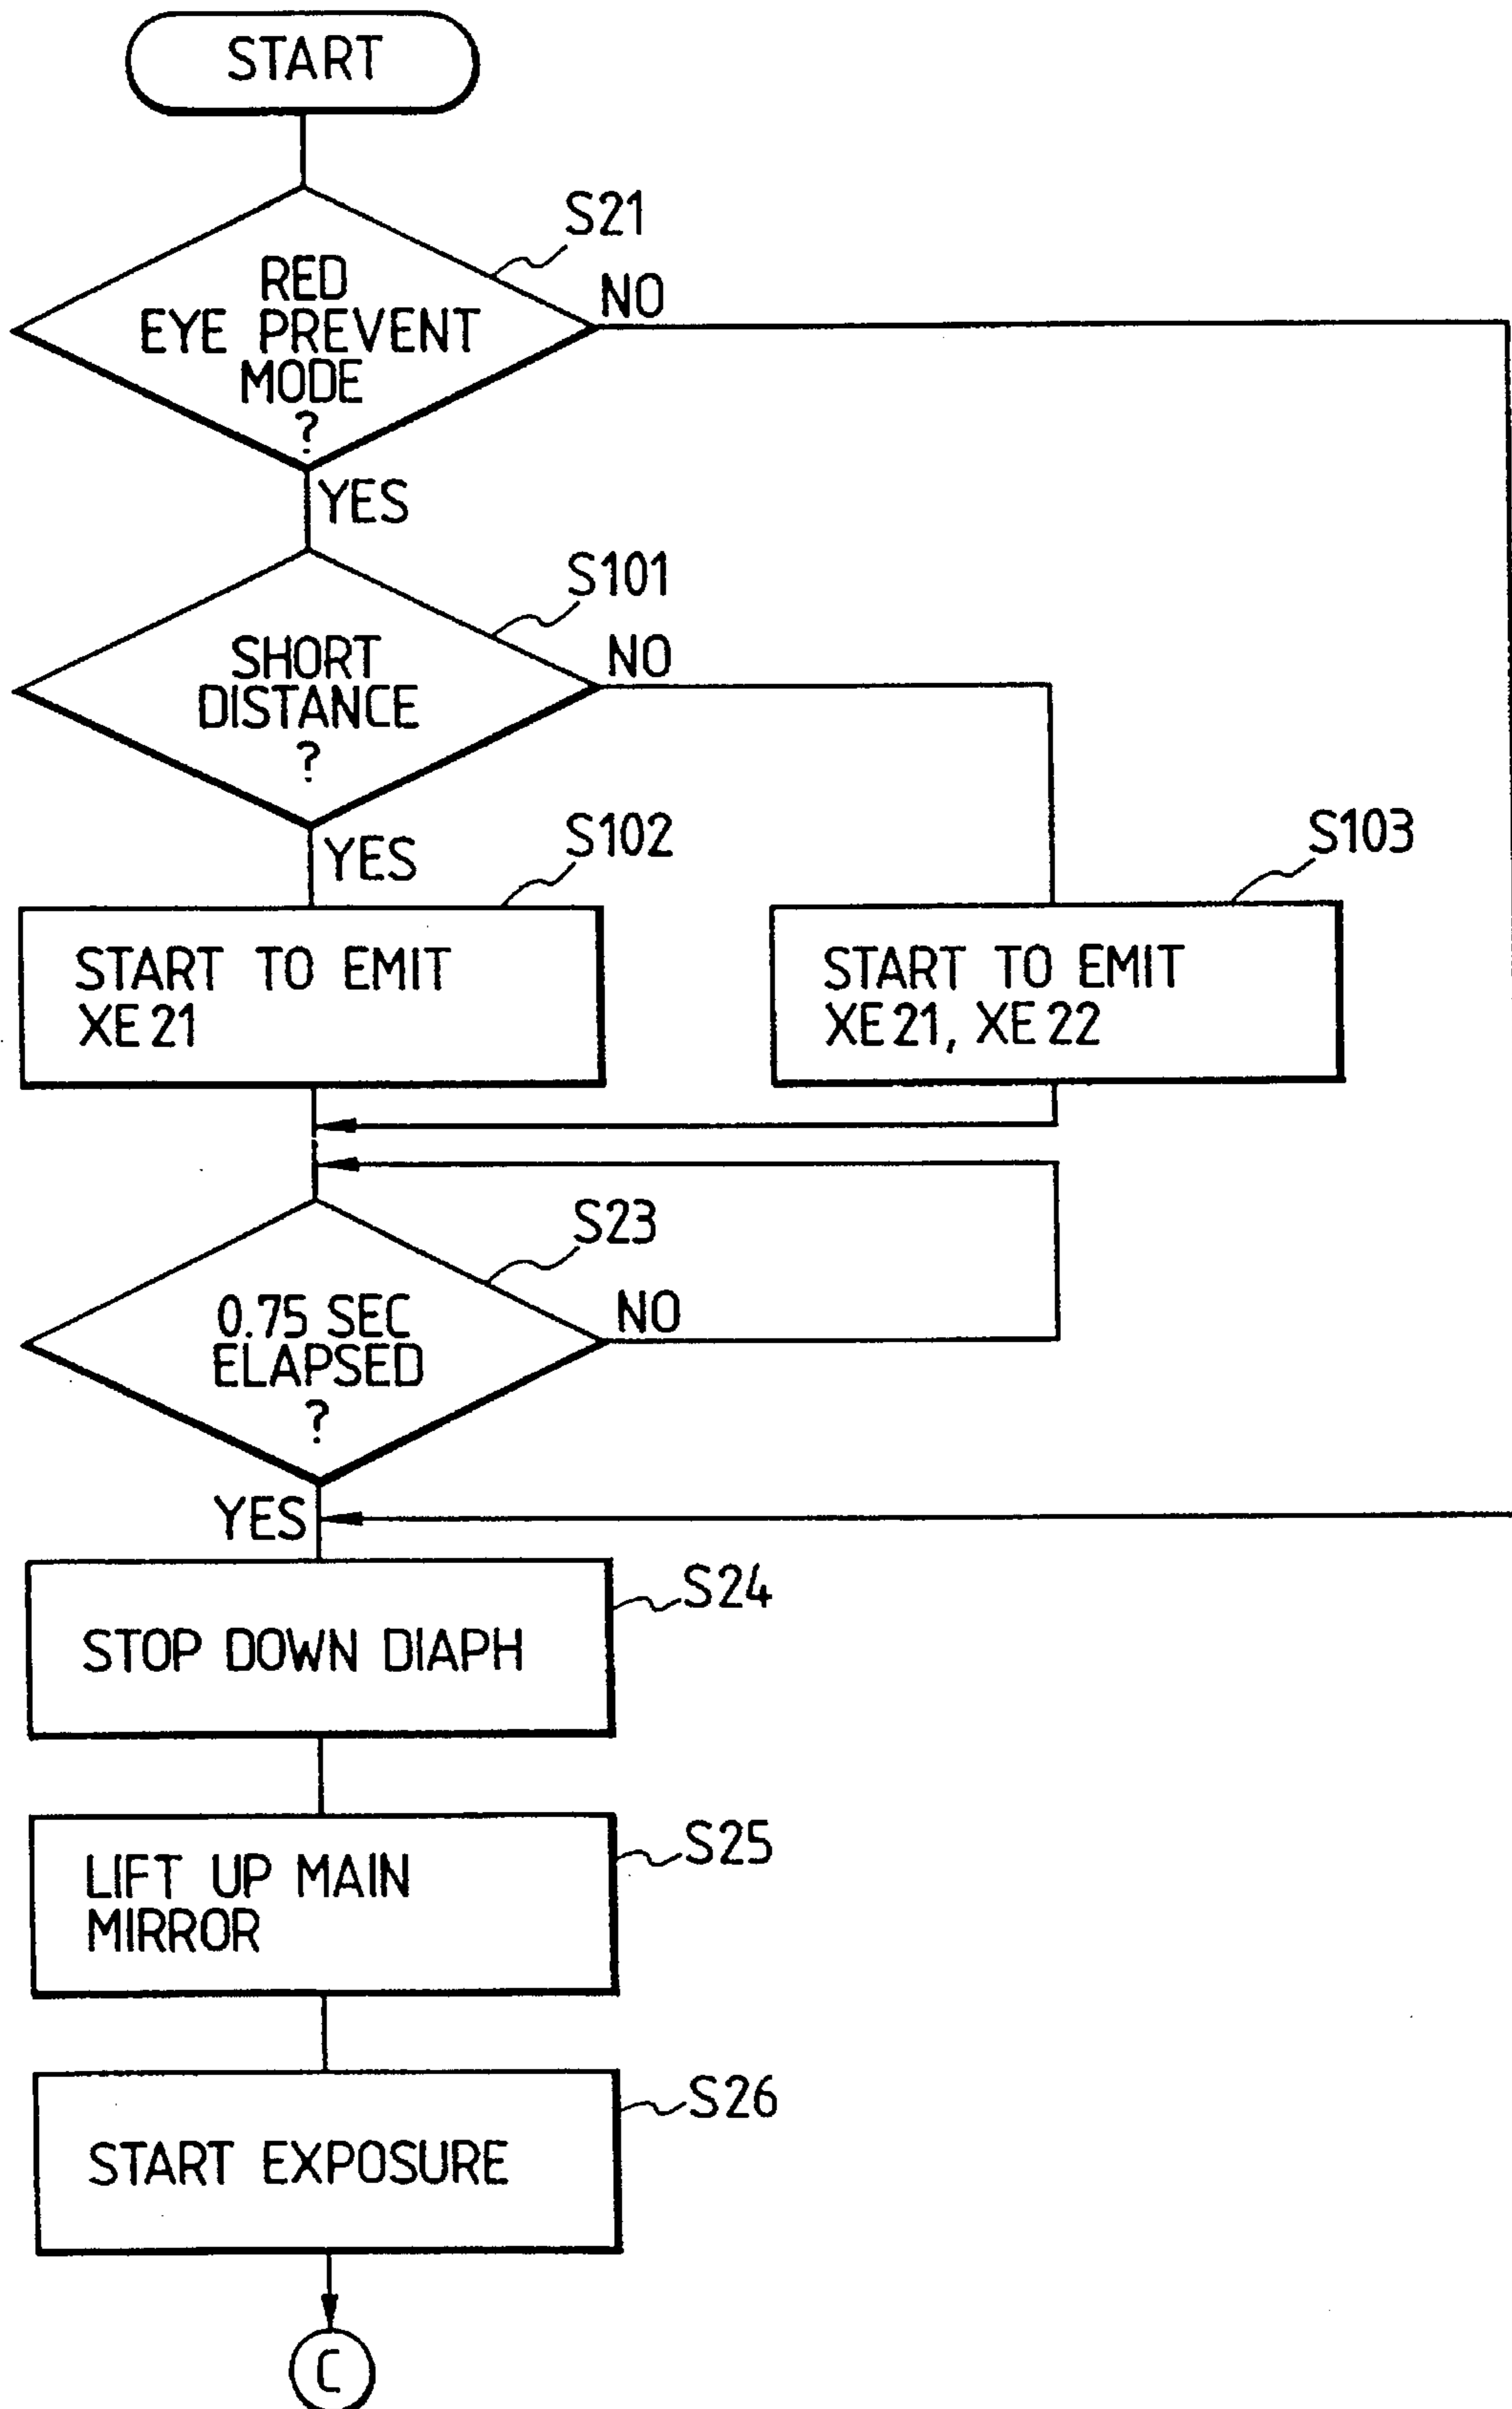 START
S21
RED
EYE PREVENT
MODE
?
NO
YES
S101
SHORT
DISTANCE
?
NO
YES
S102
S103
START TO EMIT
XE21
START TO EMIT
XE21, XE22
S23
0.75 SEC
ELAPSED
?
NO
YES
S24
STOP DOWN DIAPH
S25
LIFT UP MAIN
MIRROR
S26
START EXPOSURE
C